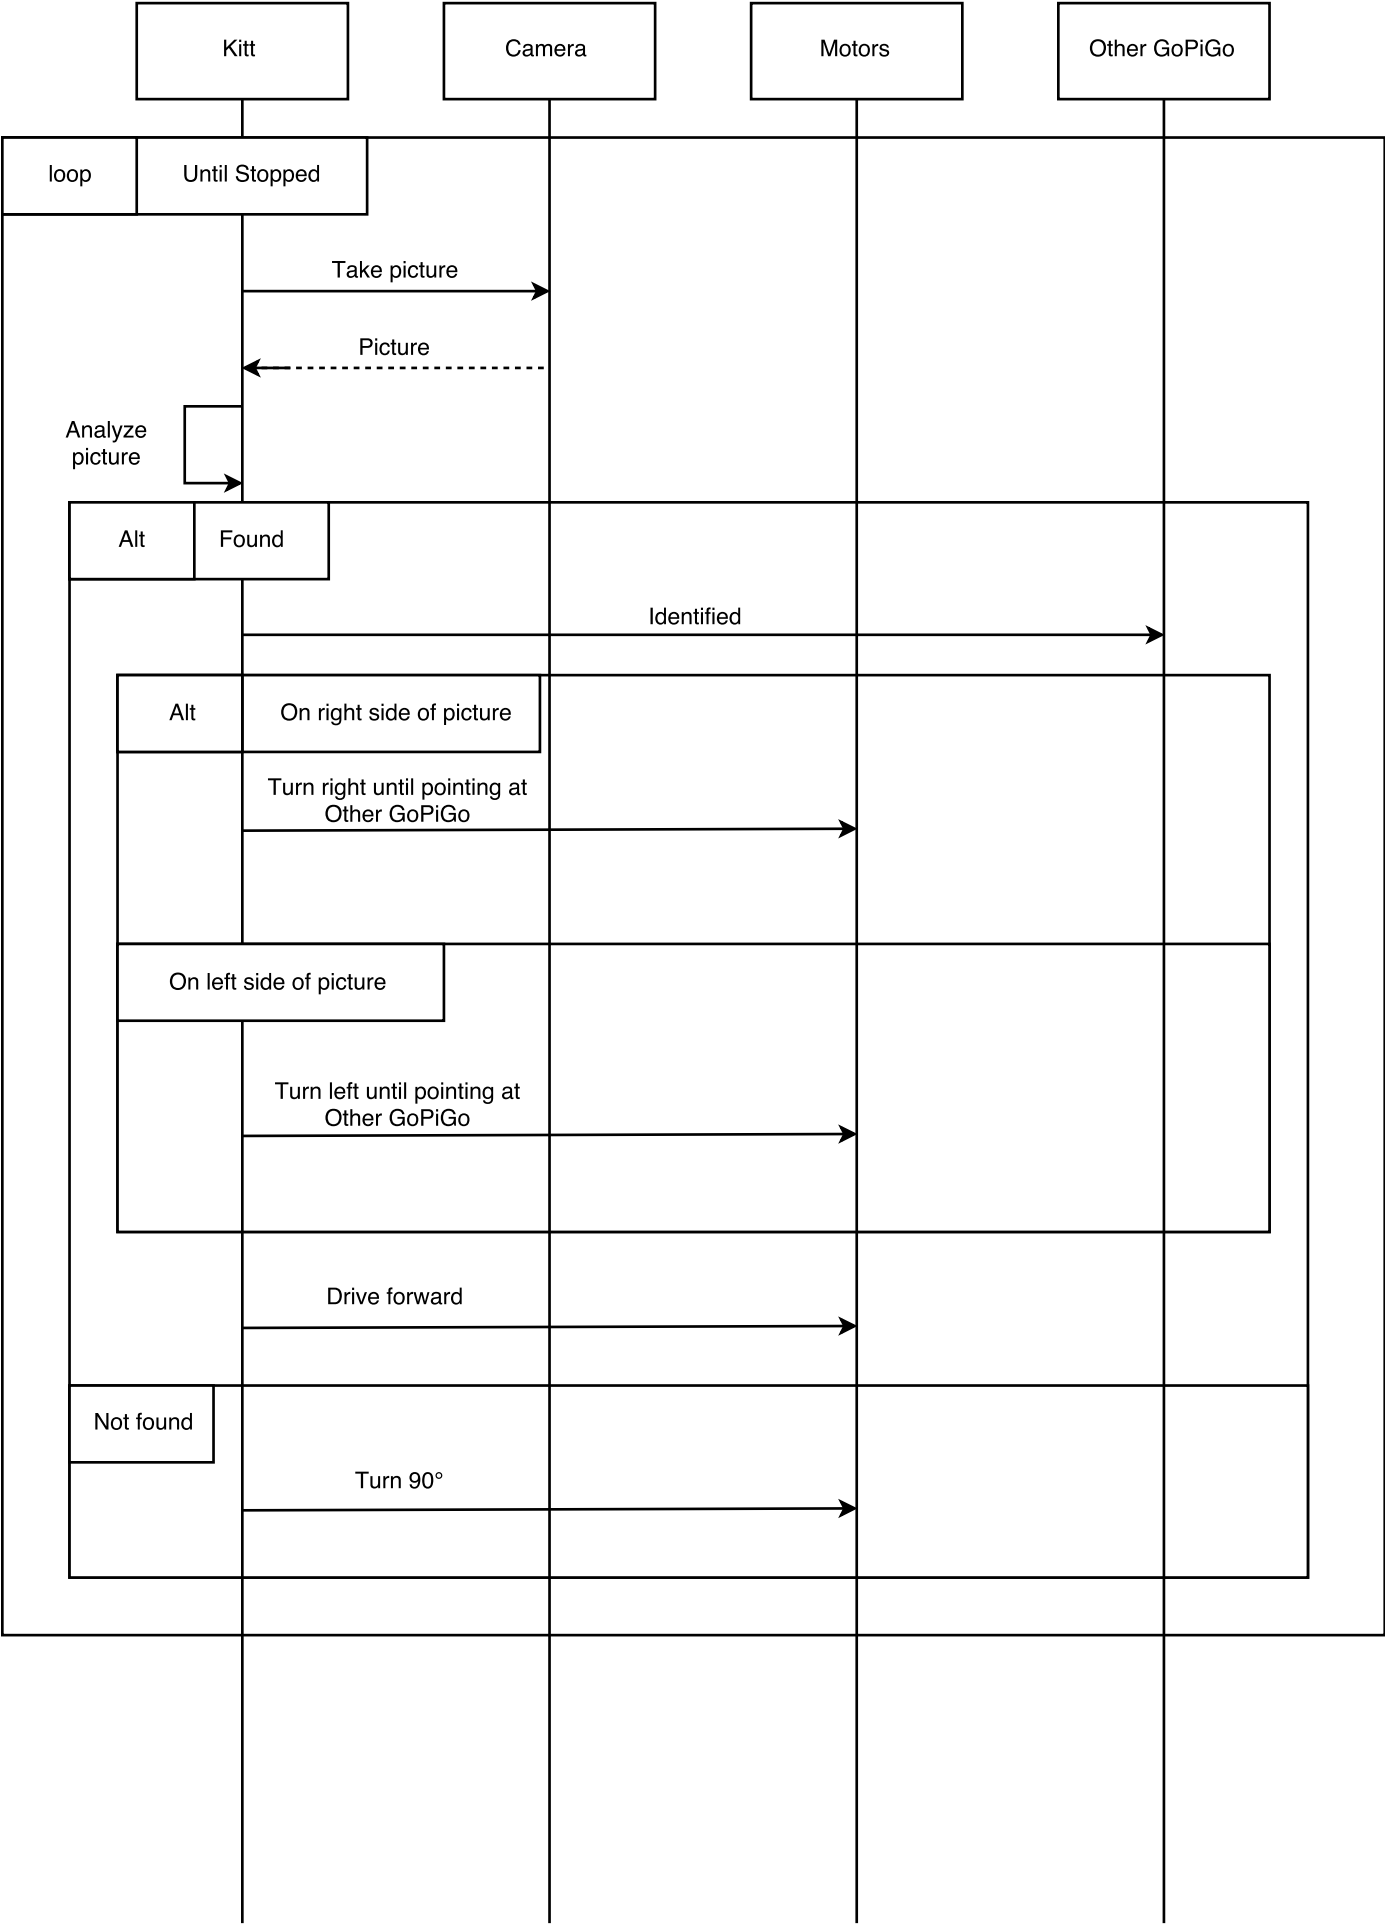 Kitt
Camera
Motors
Other GoPiGo
loop
Until Stopped
Take picture
Picture
Analyze
picture
Alt
Found
Identified
Alt
On right side of picture
Turn right until pointing at
Other GoPiGo
On left side of picture
Turn left until pointing at
Other GoPiGo
Drive forward
Not found
Turn 90°